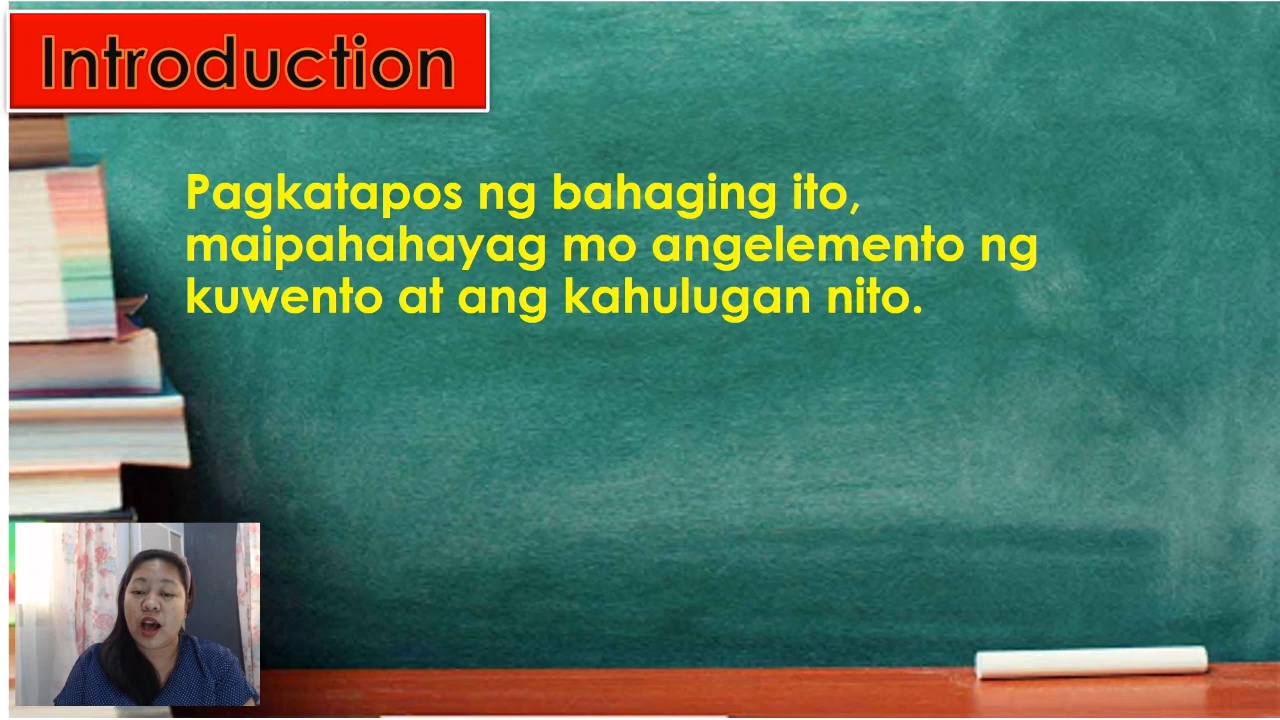 Introduction
Pagkatapos ng bahaging ito,
maipahahayag mo angelemento ng
kuwento at ang kahulugan nito.